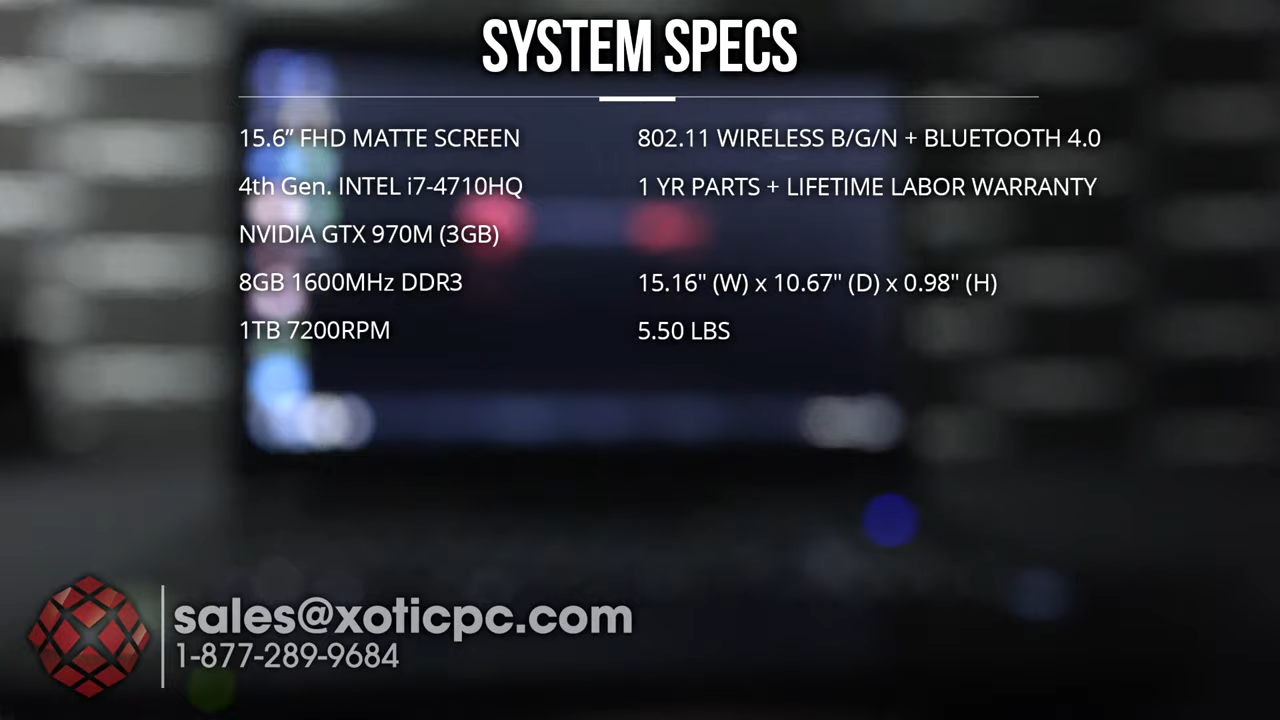 SYSTEM SPECS
15.6” FHD MATTE SCREEN
4th Gen. INTEL i7-4710HQ
NVIDIA GTX 970M (3GB)
8GB 1600MHz DDR3
1TB 7200RPM
802.11 WIRELESS B/G/N + BLUETOOTH 4.0
1 YR PARTS + LIFETIME LABOR WARRANTY
15.16" (W) x 10.67" (D) x 0.98" (H)
5.50 LBS
sales@xoticpc.com
1-877-289-9684